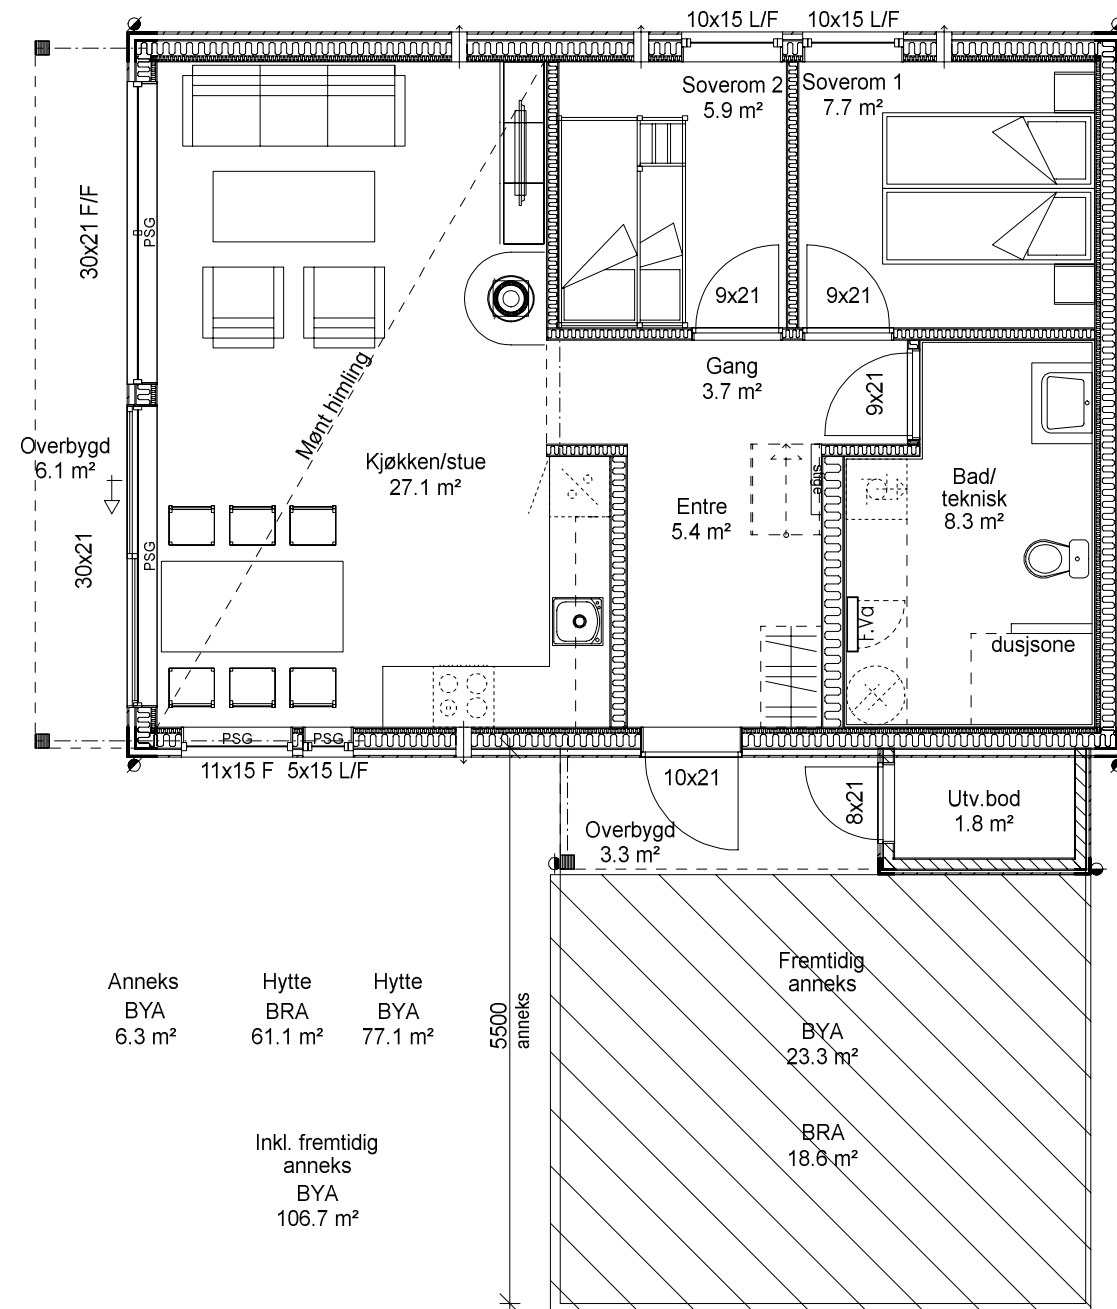 10x15 L/F
10x15 L/F
Soverom 2
5.9 m²
Soverom 1
7.7 m²
30x21 F/F
PSG
9x21
9x21
Mønt himling
Gang
3.7 m²
9x21
Overbygd
6.1 m²
Kjøkken/stue
27.1 m²
stige
Bad/
teknisk
8.3 m²
Entre
5.4 m²
30x21
PSG
F.Vd
dusjsone
PSG
PSG
11x15 F
5x15 L/F
10x21
8x21
Utv.bod
1.8 m²
Overbygd
3.3 m²
Fremtidig
anneks
BYA
23.3 m²
BRA
18.6 m²
5500
anneks
Anneks
BYA
6.3 m²
Hytte
BRA
61.1 m²
Hytte
BYA
77.1 m²
Inkl. fremtidig
anneks
BYA
106.7 m²